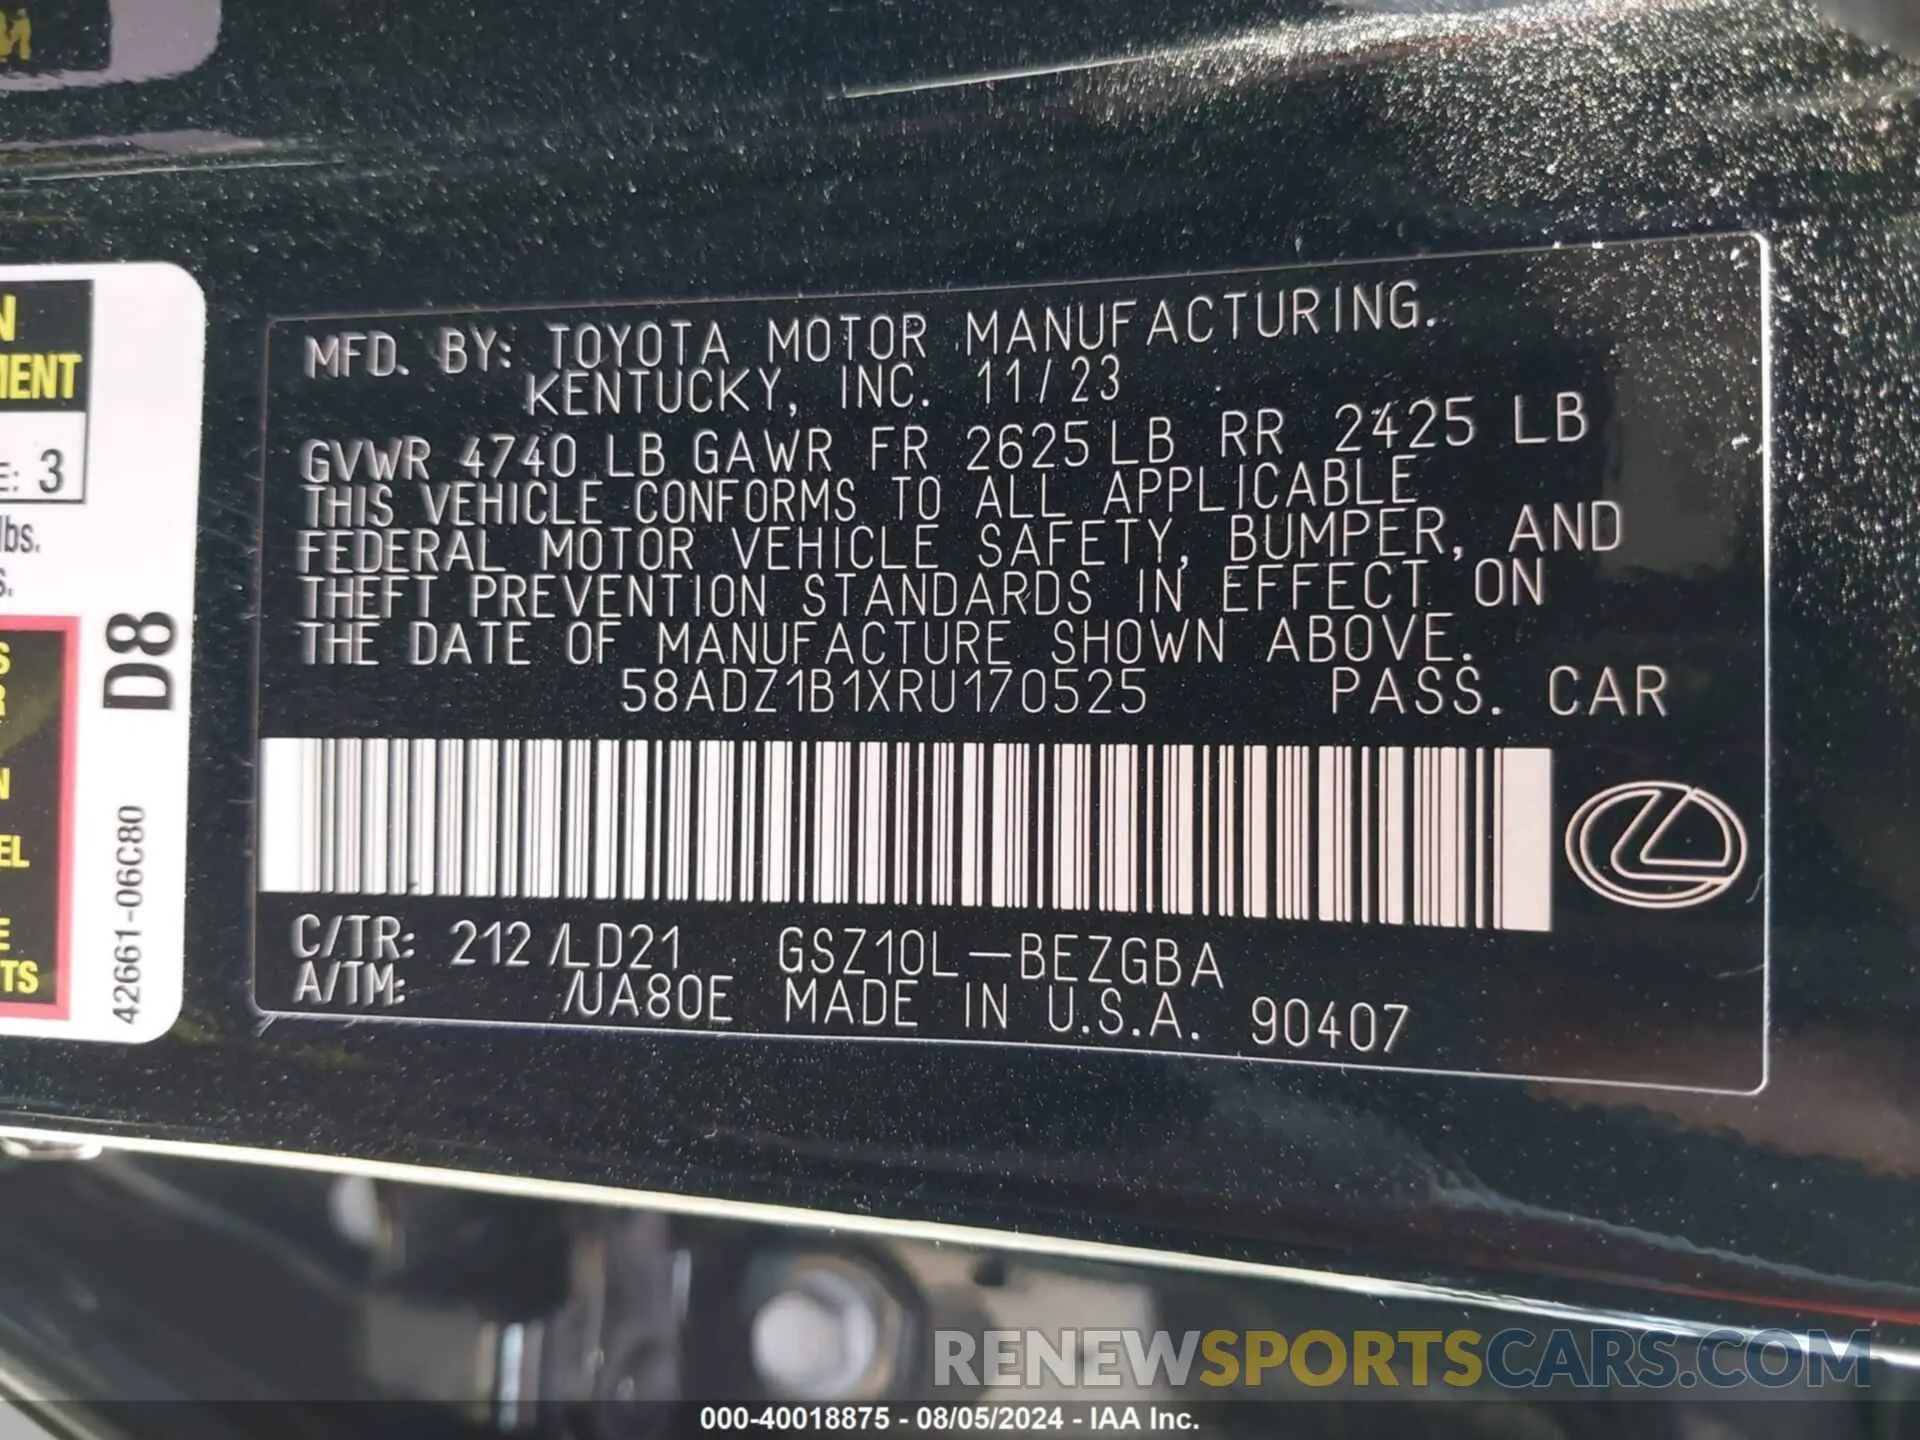 MFD. BY: TOYOTA MOTOR MANUFACTURING.
KENTUCKY, INC. 11/23
GVWR 4740 LB GAWR FR 2625 LB RR 2425 LB
THIS VEHICLE CONFORMS TO ALL APPLICABLE
FEDERAL MOTOR VEHICLE SAFETY, BUMPER, AND
THEFT PREVENTION STANDARDS IN EFFECT ON
THE DATE OF MANUFACTURE SHOWN ABOVE.
58ADZ1B1XRU170525 PASS. CAR
C/TR: 212 /LD21 GSZ10L-BEZGBA
A/TM: /UA80E MADE IN U.S.A. 90407
E: 3
lbs.
D8
42661-06C80
RENEWSPORTSCARS.COM
000-40018875 - 08/05/2024 - IAA Inc.